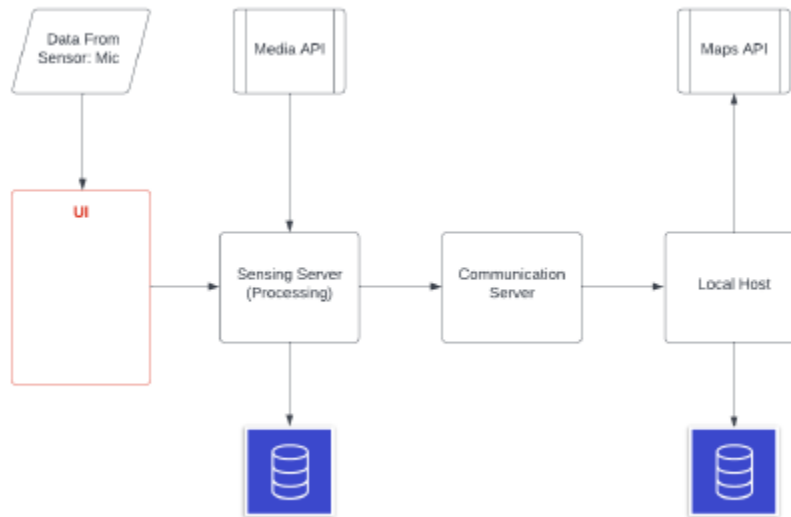 Data From
Sensor: Mic
Media API
Maps API
UI
Sensing Server
(Processing)
Communication
Server
Local Host